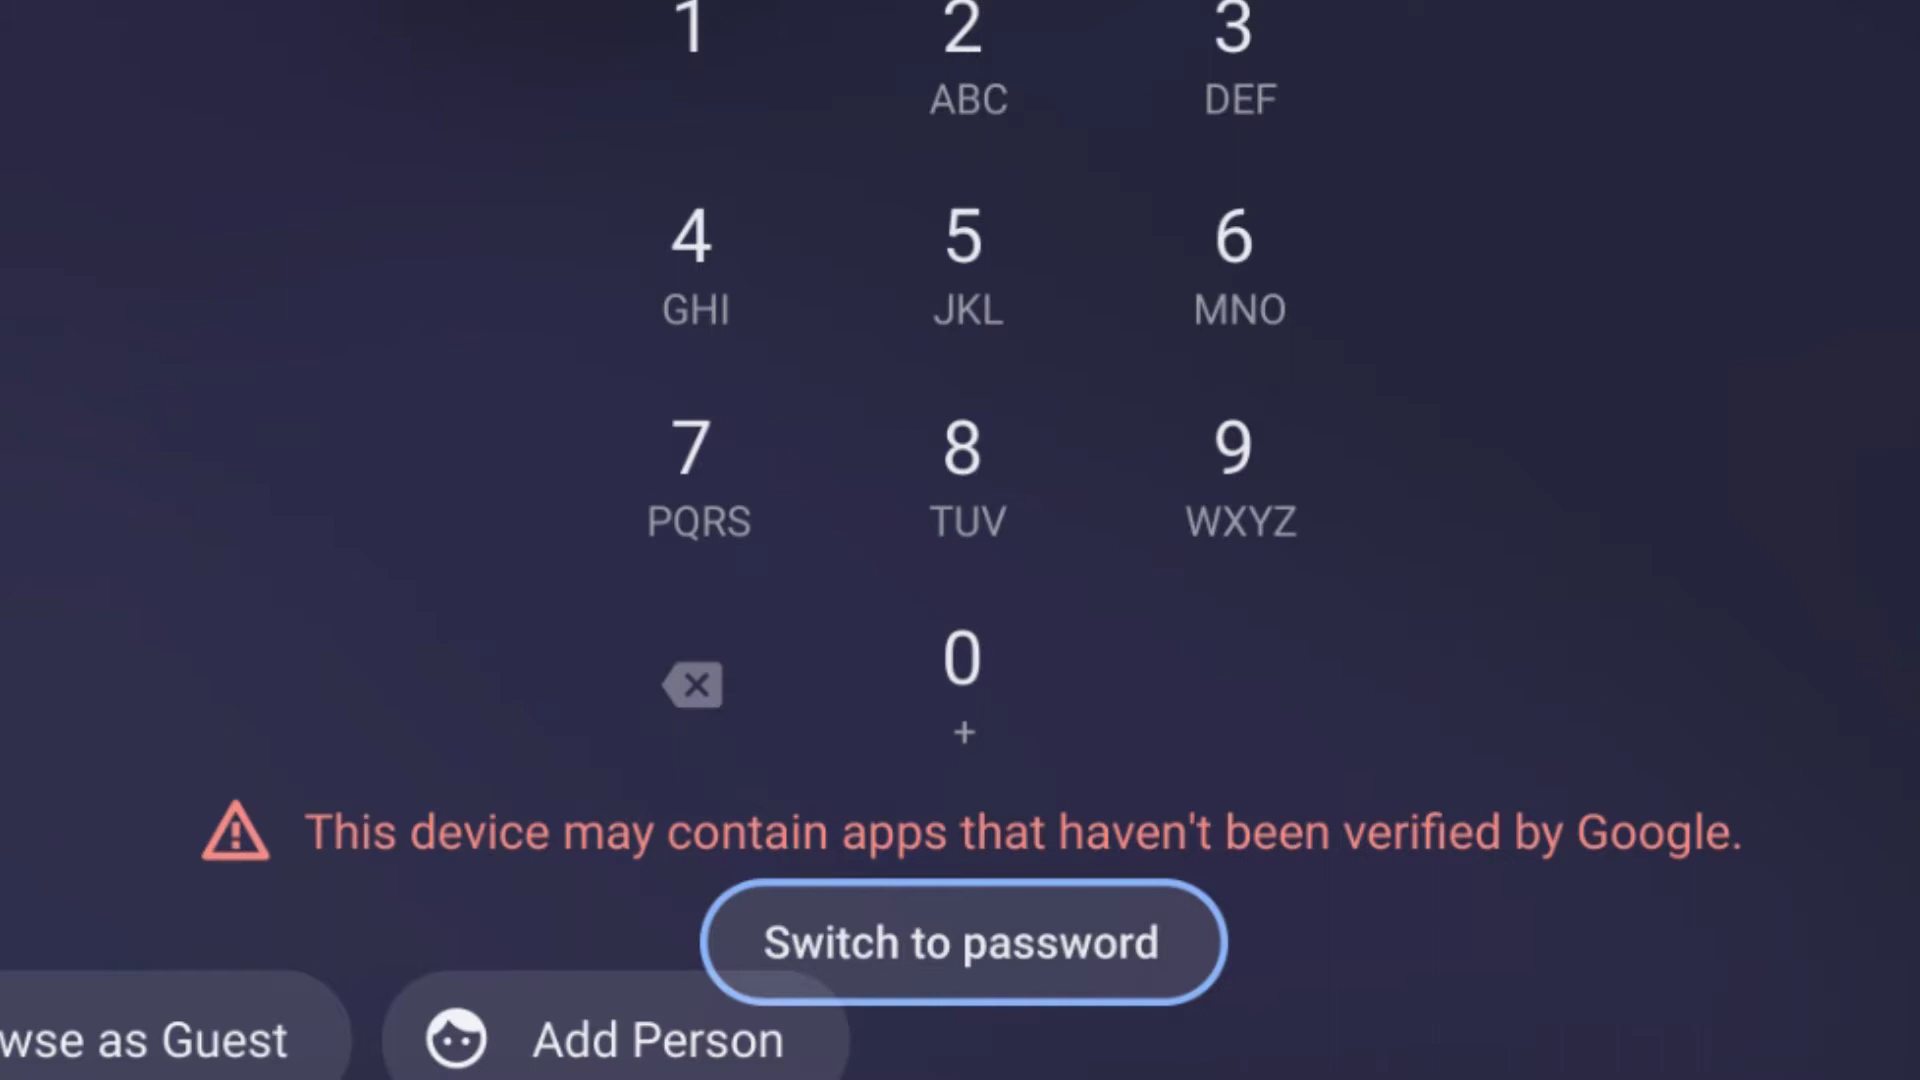 1 2 3
ABC DEF
4 5 6
GHI JKL MNO
7 8 9
PQRS TUV WXYZ
0
+
This device may contain apps that haven't been verified by Google.
Switch to password
wse as Guest Add Person